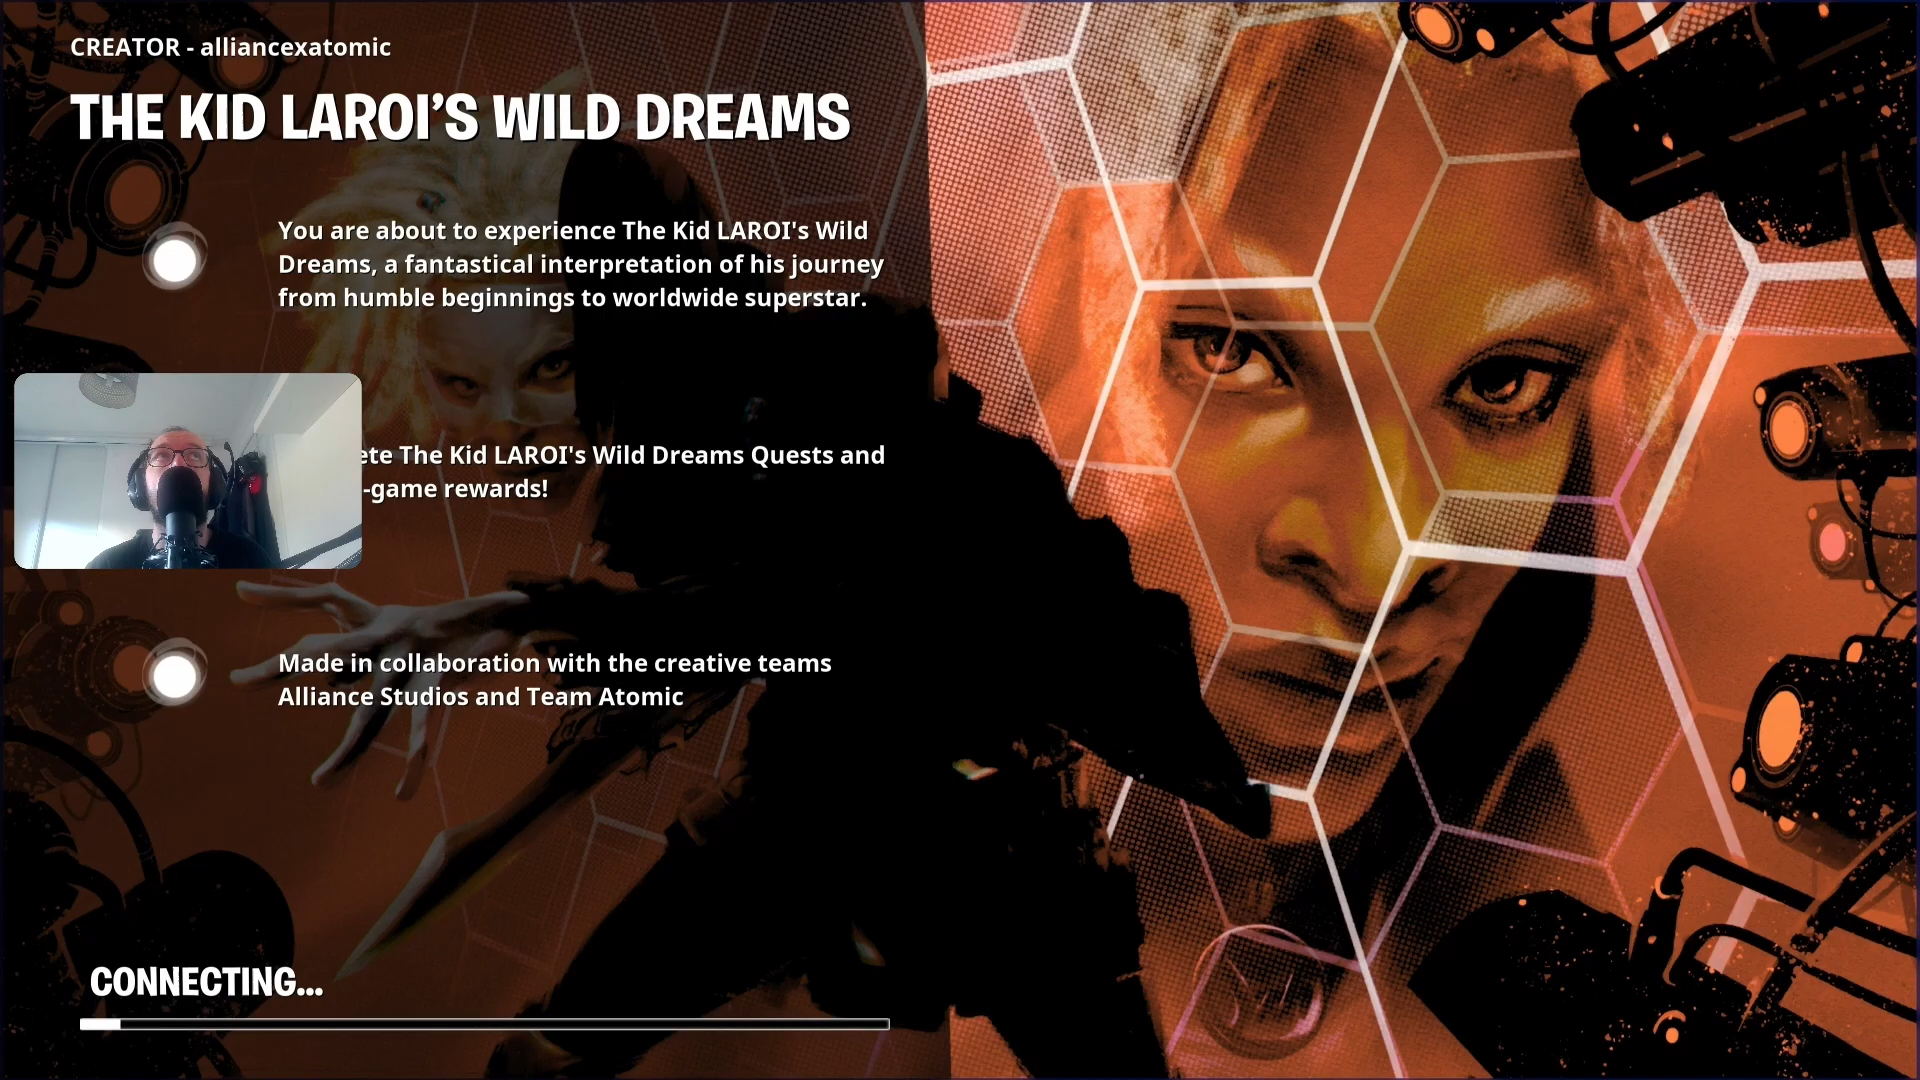 CREATOR - alliancexatomic
THE KID LAROI’S WILD DREAMS
You are about to experience The Kid LAROI's Wild
Dreams, a fantastical interpretation of his journey
from humble beginnings to worldwide superstar.
The Kid LAROI's Wild Dreams Quests and
-game rewards!
Made in collaboration with the creative teams
Alliance Studios and Team Atomic
CONNECTING...